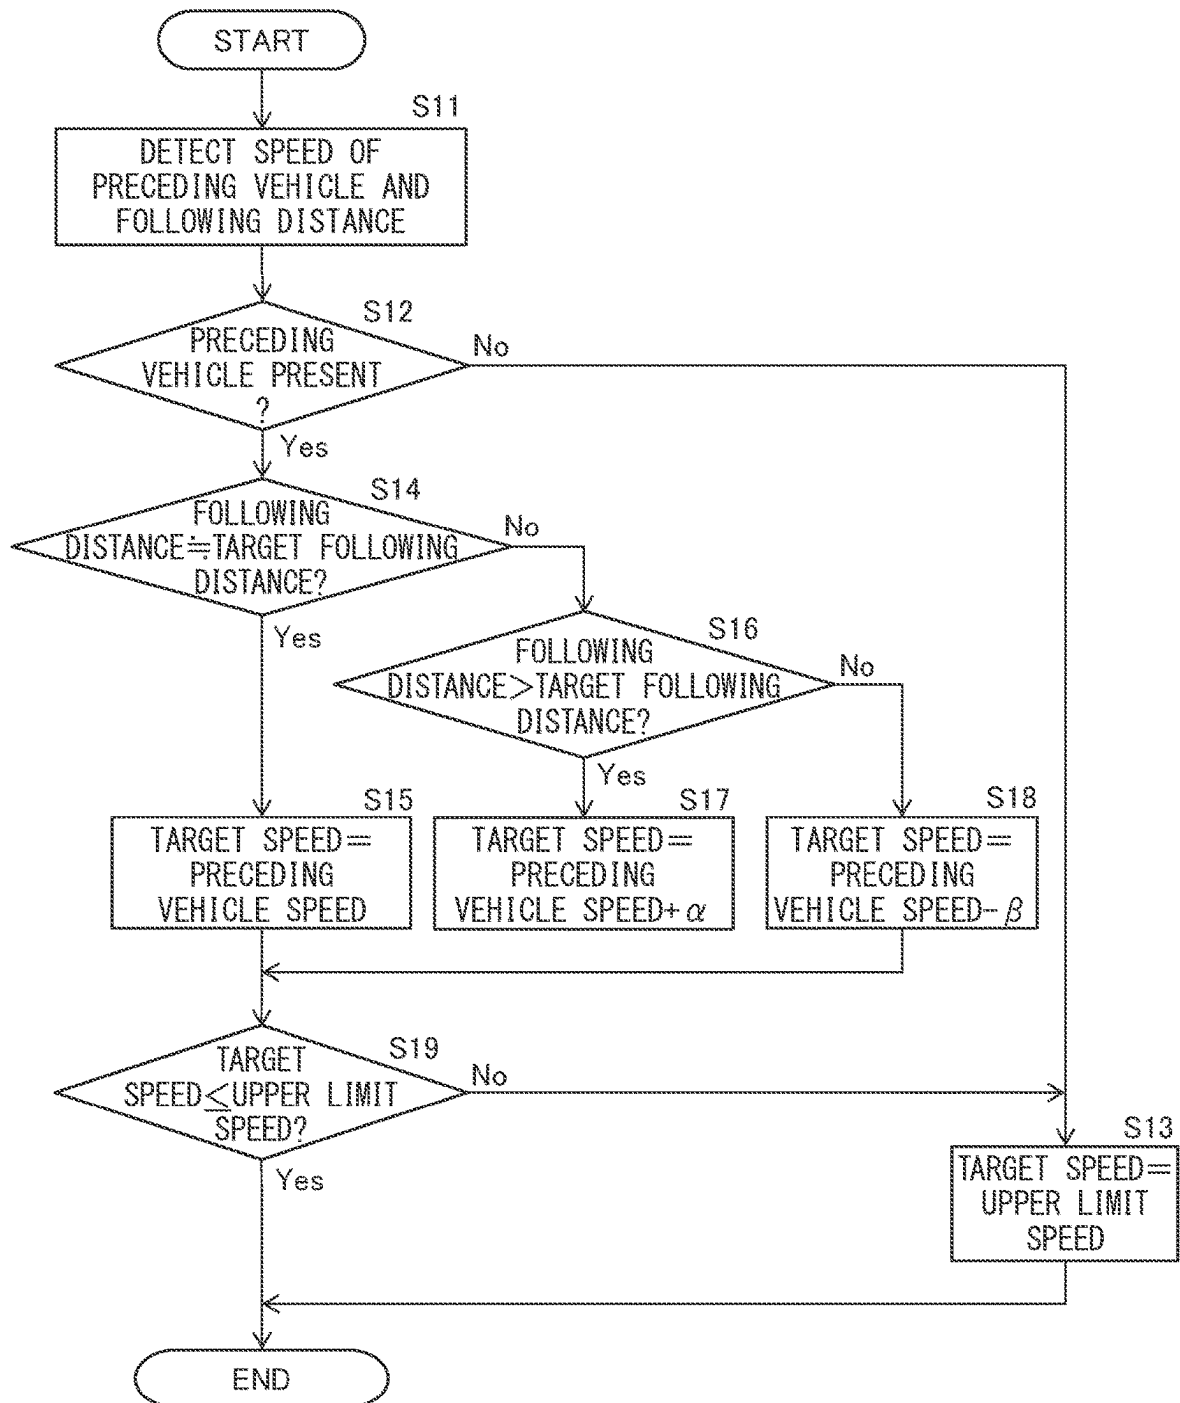 START
S11
DETECT SPEED OF
PRECEDING VEHICLE AND
FOLLOWING DISTANCE
S12
PRECEDING
VEHICLE PRESENT
?
No
Yes
S14
FOLLOWING
DISTANCE≒TARGET FOLLOWING
DISTANCE?
No
Yes
S16
FOLLOWING
DISTANCE>TARGET FOLLOWING
DISTANCE?
No
Yes
S15
TARGET SPEED=
PRECEDING
VEHICLE SPEED
S17
TARGET SPEED=
PRECEDING
VEHICLE SPEED+α
S18
TARGET SPEED=
PRECEDING
VEHICLE SPEED-β
S19
TARGET
SPEED≤UPPER LIMIT
SPEED?
No
Yes
S13
TARGET SPEED=
UPPER LIMIT
SPEED
END